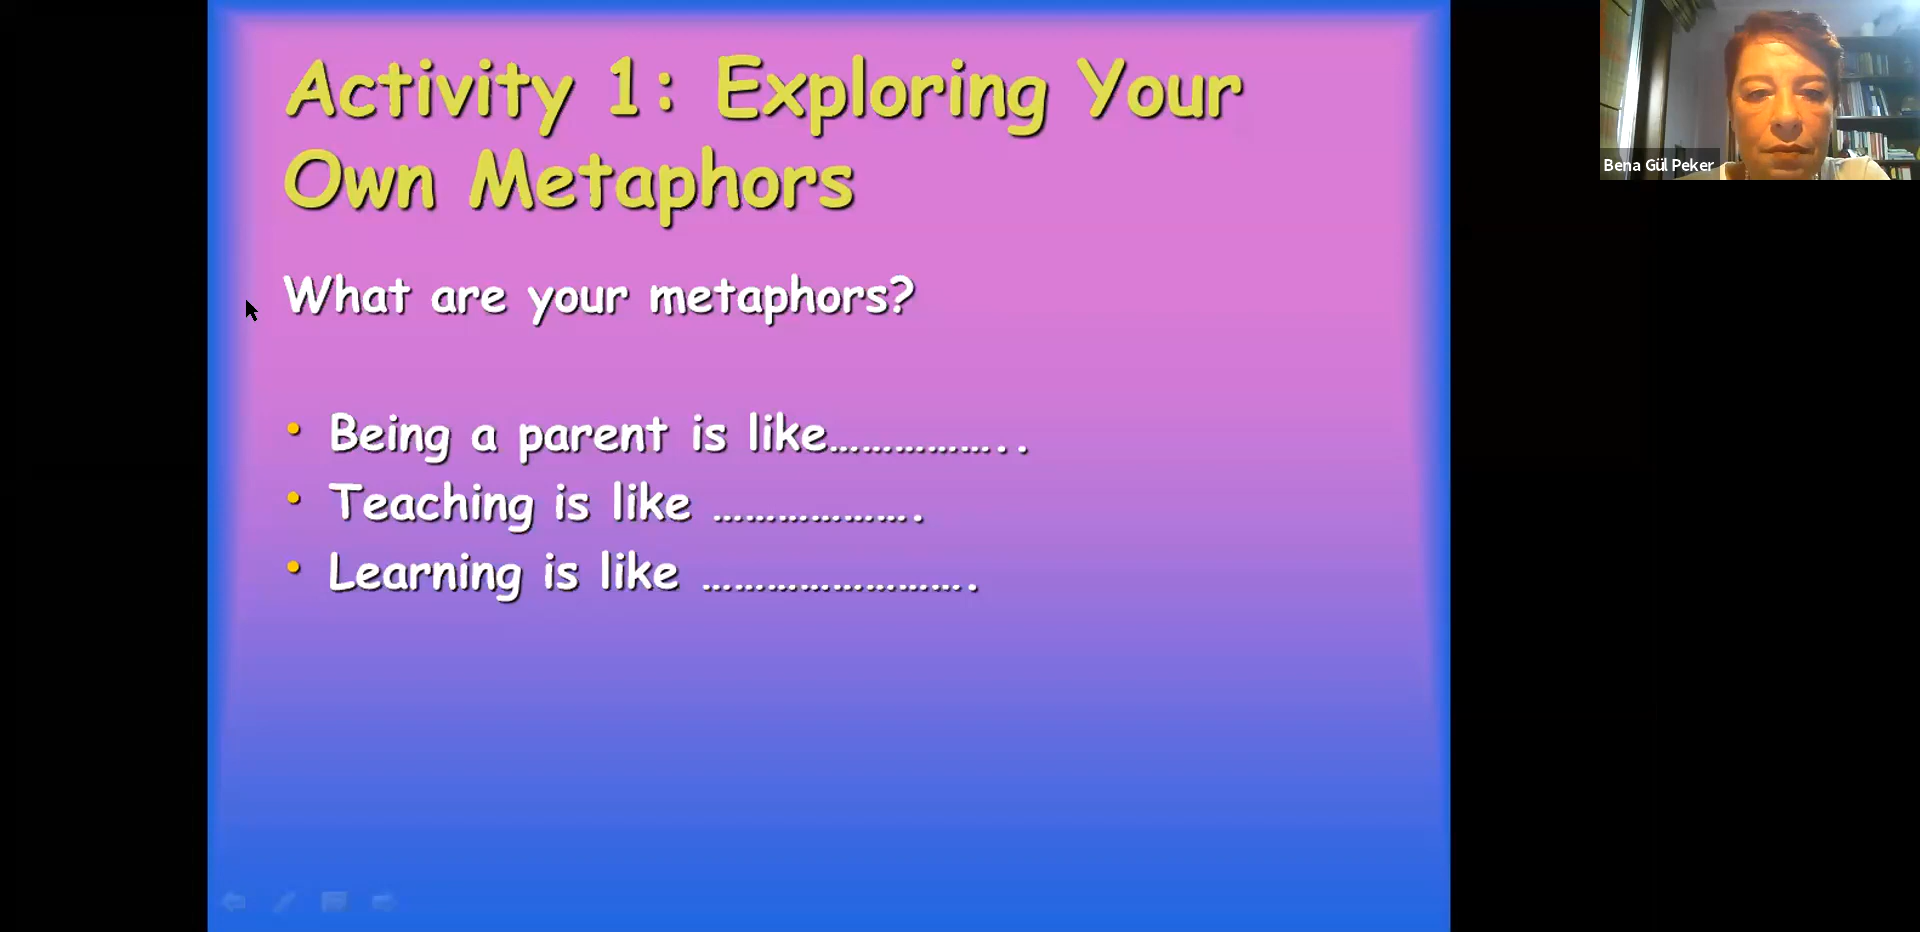 Activity 1: Exploring Your
Own Metaphors
What are your metaphors?
• Being a parent is like……………..
• Teaching is like ……………….
• Learning is like …………………….
Bena Gül Peker